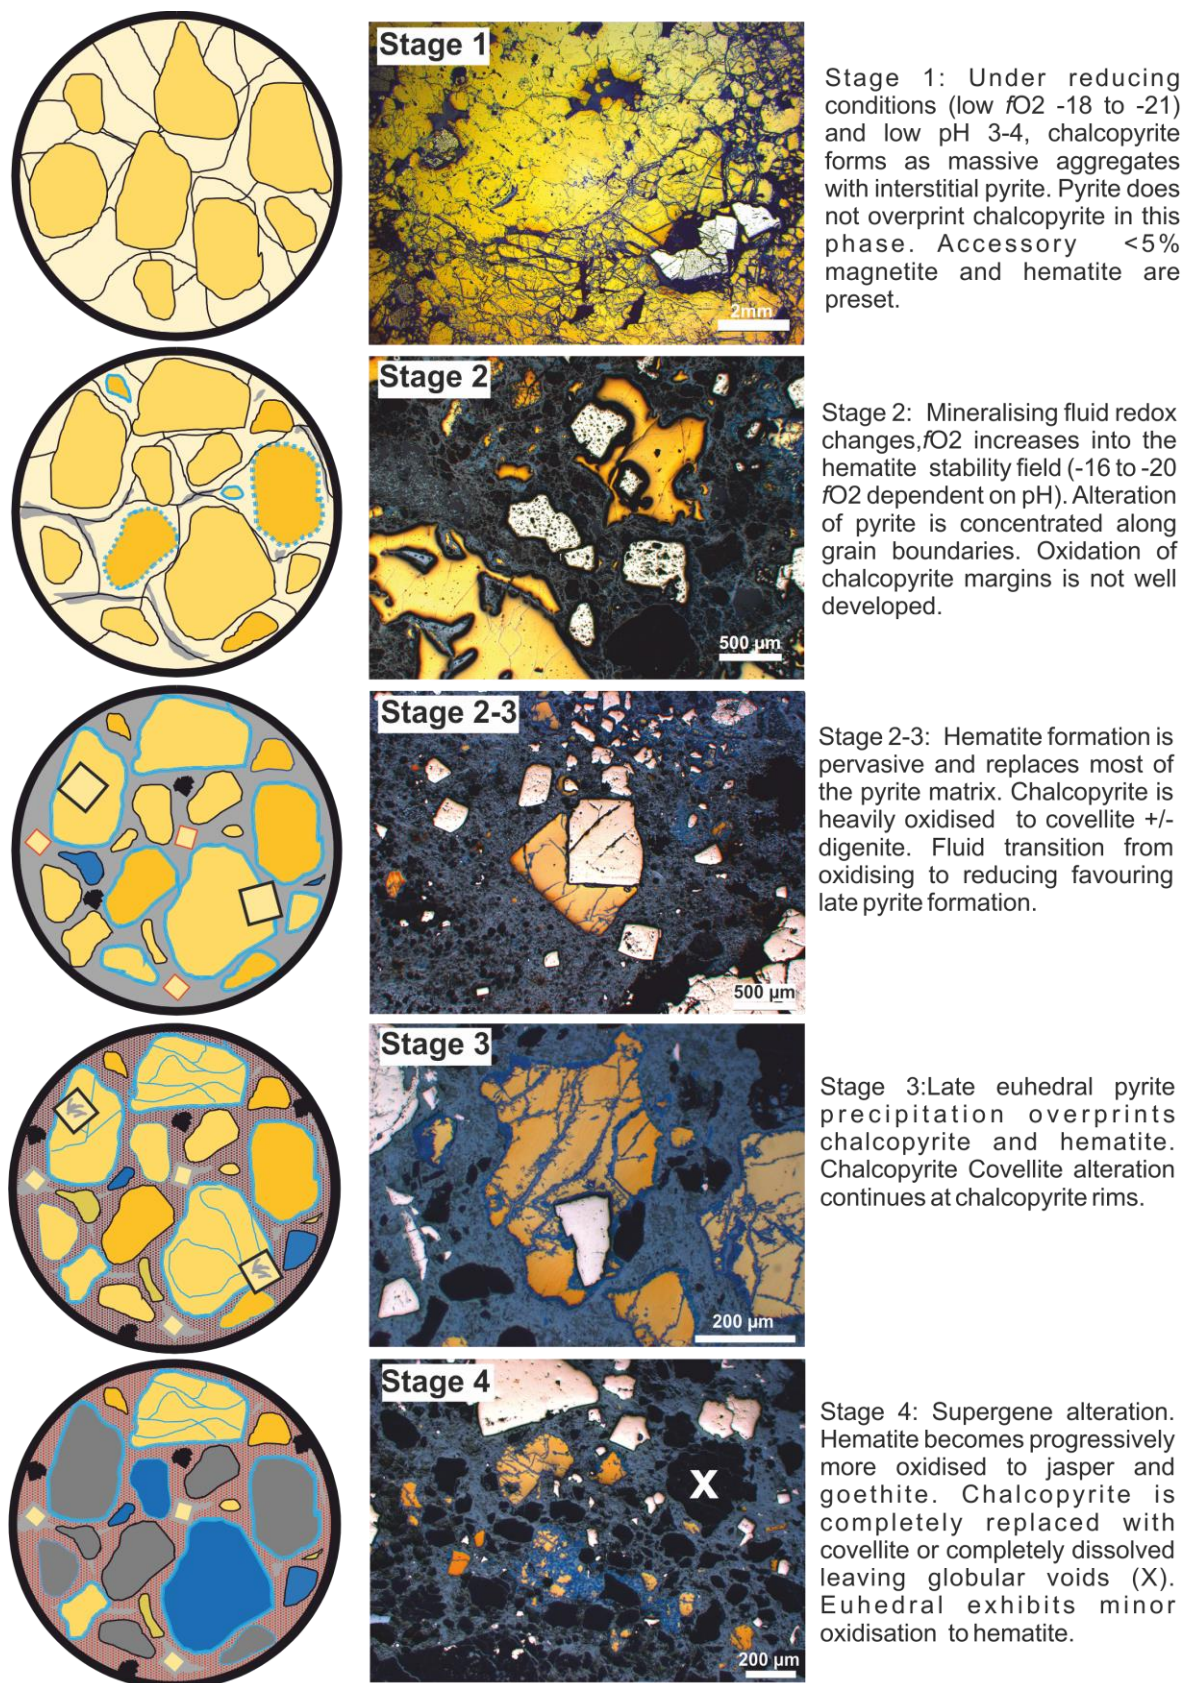 Stage 1
2mm
Stage 1: Under reducing
conditions (low fO2 -18 to -21)
and low pH 3-4, chalcopyrite
forms as massive aggregates
with interstitial pyrite. Pyrite does
not overprint chalcopyrite in this
phase. Accessory <5%
magnetite and hematite are
preset.
Stage 2
500 µm
Stage 2: Mineralising fluid redox
changes,fO2 increases into the
hematite stability field (-16 to -20
fO2 dependent on pH). Alteration
of pyrite is concentrated along
grain boundaries. Oxidation of
chalcopyrite margins is not well
developed.
Stage 2-3
500 µm
Stage 2-3: Hematite formation is
pervasive and replaces most of
the pyrite matrix. Chalcopyrite is
heavily oxidised to covellite +/-
digenite. Fluid transition from
oxidising to reducing favouring
late pyrite formation.
Stage 3
200 µm
Stage 3:Late euhedral pyrite
precipitation overprints
chalcopyrite and hematite.
Chalcopyrite Covellite alteration
continues at chalcopyrite rims.
Stage 4
X
200 µm
Stage 4: Supergene alteration.
Hematite becomes progressively
more oxidised to jasper and
goethite. Chalcopyrite is
completely replaced with
covellite or completely dissolved
leaving globular voids (X).
Euhedral exhibits minor
oxidisation to hematite.